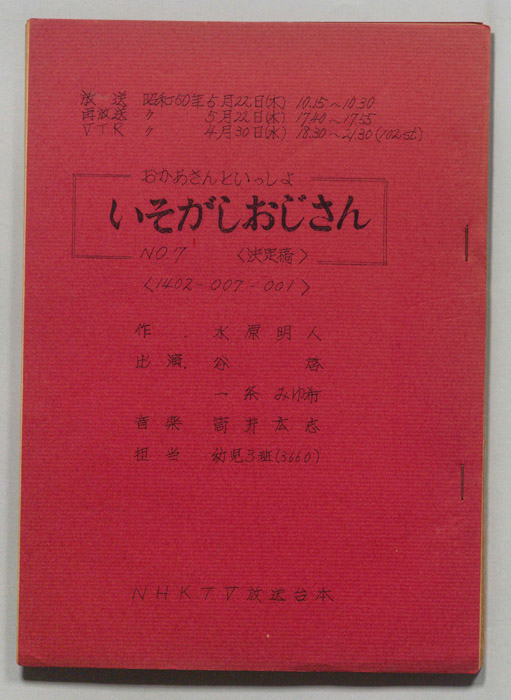 放送 昭和50年5月22日(木) 10.15～10.30
再放送 〃 5月22日(木) 17.40～17.55
VTR 〃 4月30日(水) 18.30～21.30 (102st)
おかあさんといっしょ
いそがしおじさん
NO.7 〈決定稿〉
〈1402-007-001〉
作 . 水原明人
出演. 谷 啓
一条 みゆ希
音楽 筒井広志
担当 幼児3班(3660)
NHKTV放送台本